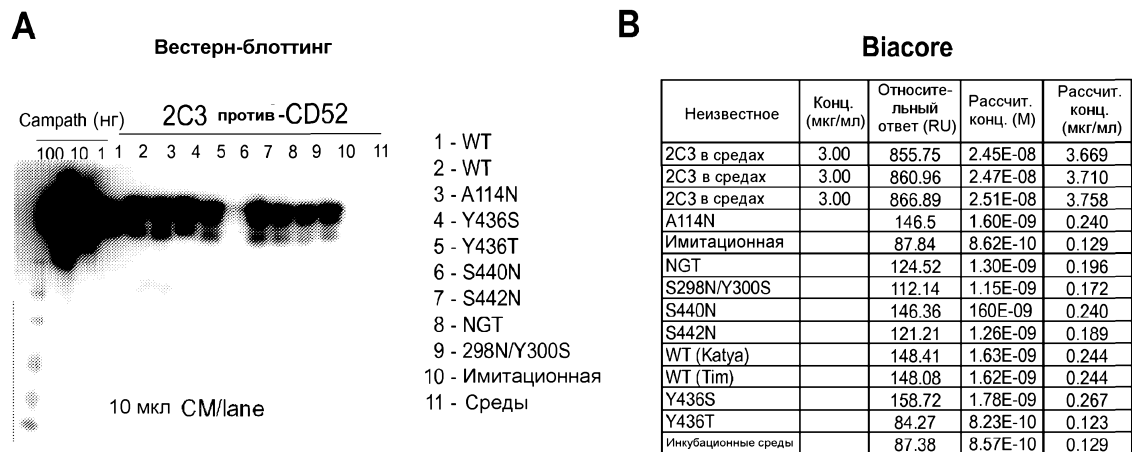 A
Вестерн-блоттинг
Campath (нг)
2C3 против-CD52
100 10 1 1 2 3 4 5 6 7 8 9 10 11
1 - WT
2 - WT
3 - A114N
4 - Y436S
5 - Y436T
6 - S440N
7 - S442N
8 - NGT
9 - 298N/Y300S
10 - Имитационная
11 - Среды
10 мкл CM/lane
B
Biacore
Неизвестное Конц. (мкг/мл) Относите-льный ответ (RU) Рассчит. конц. (М) Рассчит. конц. (мкг/мл)
2C3 в средах 3.00 855.75 2.45E-08 3.669
2C3 в средах 3.00 860.96 2.47E-08 3.710
2C3 в средах 3.00 866.89 2.51E-08 3.758
A114N 146.5 1.60E-09 0.240
Имитационная 87.84 8.62E-10 0.129
NGT 124.52 1.30E-09 0.196
S298N/Y300S 112.14 1.15E-09 0.172
S440N 146.36 160E-09 0.240
S442N 121.21 1.26E-09 0.189
WT (Katya) 148.41 1.63E-09 0.244
WT (Tim) 148.08 1.62E-09 0.244
Y436S 158.72 1.78E-09 0.267
Y436T 84.27 8.23E-10 0.123
Инкубационные среды 87.38 8.57E-10 0.129